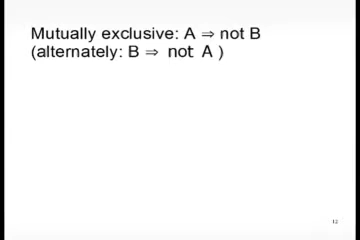 Mutually exclusive: A ⇒ not B
(alternately: B ⇒ not A )
12